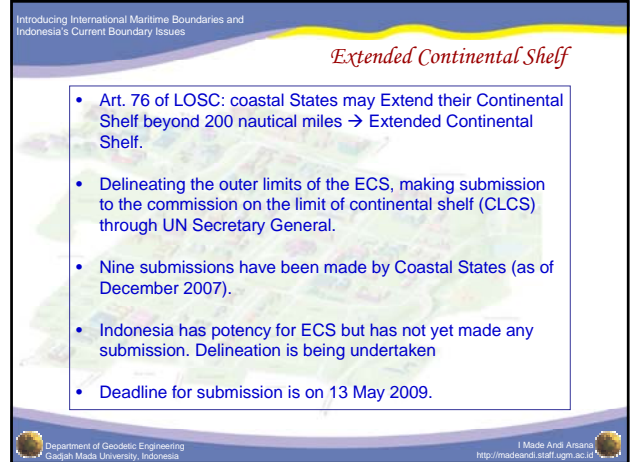 Introducing International Maritime Boundaries and
Indonesia's Current Boundary Issues
Extended Continental Shelf
• Art. 76 of LOSC: coastal States may Extend their Continental
Shelf beyond 200 nautical miles → Extended Continental
Shelf.
• Delineating the outer limits of the ECS, making submission
to the commission on the limit of continental shelf (CLCS)
through UN Secretary General.
• Nine submissions have been made by Coastal States (as of
December 2007).
• Indonesia has potency for ECS but has not yet made any
submission. Delineation is being undertaken
• Deadline for submission is on 13 May 2009.
Department of Geodetic Engineering
Gadjah Mada University, Indonesia
I Made Andi Arsana
http://madeandi.staff.ugm.ac.id